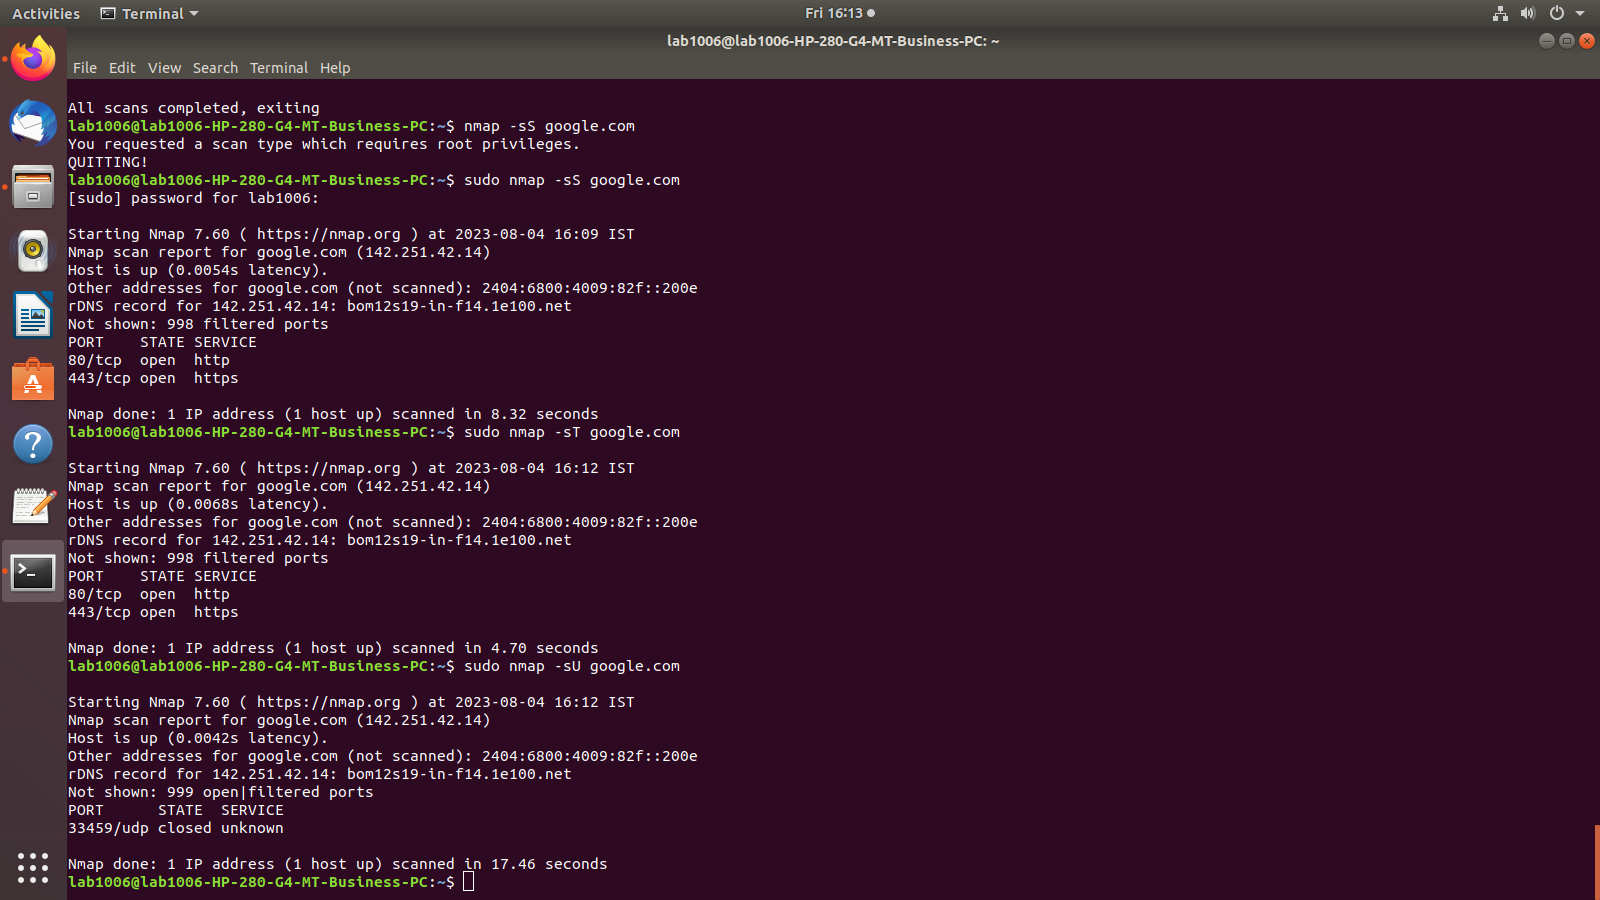 Activities
Terminal
Fri 16:13
lab1006@lab1006-HP-280-G4-MT-Business-PC: ~
File Edit View Search Terminal Help
All scans completed, exiting
lab1006@lab1006-HP-280-G4-MT-Business-PC:~$ nmap -sS google.com
You requested a scan type which requires root privileges.
QUITTING!
lab1006@lab1006-HP-280-G4-MT-Business-PC:~$ sudo nmap -sS google.com
[sudo] password for lab1006:
Starting Nmap 7.60 ( https://nmap.org ) at 2023-08-04 16:09 IST
Nmap scan report for google.com (142.251.42.14)
Host is up (0.0054s latency).
Other addresses for google.com (not scanned): 2404:6800:4009:82f::200e
rDNS record for 142.251.42.14: bom12s19-in-f14.1e100.net
Not shown: 998 filtered ports
PORT    STATE SERVICE
80/tcp  open  http
443/tcp open  https
Nmap done: 1 IP address (1 host up) scanned in 8.32 seconds
lab1006@lab1006-HP-280-G4-MT-Business-PC:~$ sudo nmap -sT google.com
Starting Nmap 7.60 ( https://nmap.org ) at 2023-08-04 16:12 IST
Nmap scan report for google.com (142.251.42.14)
Host is up (0.0068s latency).
Other addresses for google.com (not scanned): 2404:6800:4009:82f::200e
rDNS record for 142.251.42.14: bom12s19-in-f14.1e100.net
Not shown: 998 filtered ports
PORT    STATE SERVICE
80/tcp  open  http
443/tcp open  https
Nmap done: 1 IP address (1 host up) scanned in 4.70 seconds
lab1006@lab1006-HP-280-G4-MT-Business-PC:~$ sudo nmap -sU google.com
Starting Nmap 7.60 ( https://nmap.org ) at 2023-08-04 16:12 IST
Nmap scan report for google.com (142.251.42.14)
Host is up (0.0042s latency).
Other addresses for google.com (not scanned): 2404:6800:4009:82f::200e
rDNS record for 142.251.42.14: bom12s19-in-f14.1e100.net
Not shown: 999 open|filtered ports
PORT      STATE  SERVICE
33459/udp closed unknown
Nmap done: 1 IP address (1 host up) scanned in 17.46 seconds
lab1006@lab1006-HP-280-G4-MT-Business-PC:~$